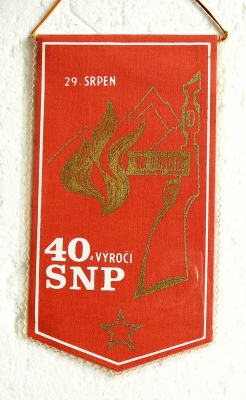 29. SRPEN
40. VÝROČÍ
SNP